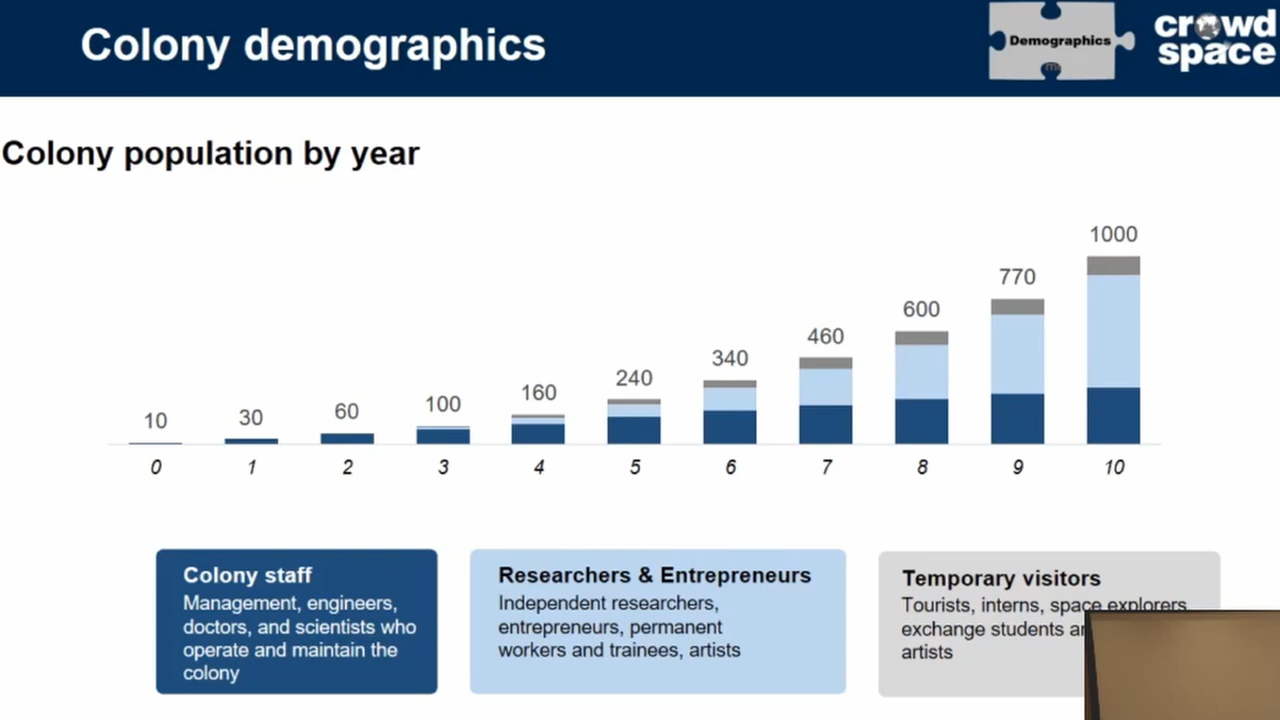 Colony demographics
Demographics
crowd
space
Colony population by year
10 30 60 100 160 240 340 460 600 770 1000
0 1 2 3 4 5 6 7 8 9 10
Colony staff
Management, engineers,
doctors, and scientists who
operate and maintain the
colony
Researchers & Entrepreneurs
Independent researchers,
entrepreneurs, permanent
workers and trainees, artists
Temporary visitors
Tourists, interns, space explorers
exchange students
artists